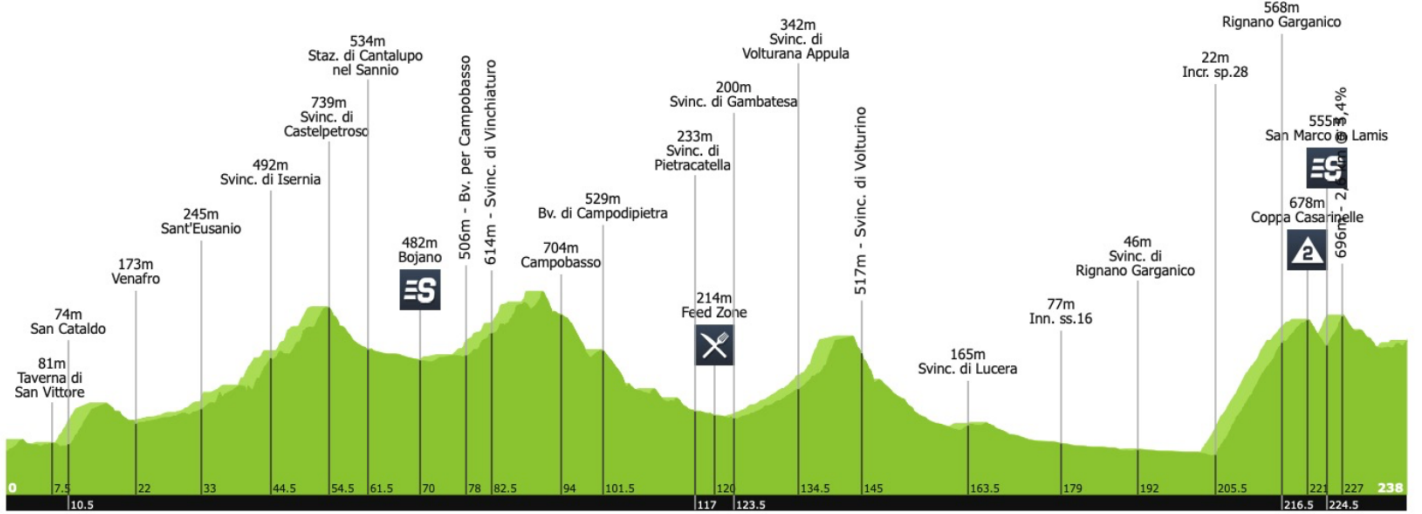 81m
Taverna di
San Vittore
74m
San Cataldo
173m
Venafro
245m
Sant'Eusanio
492m
Svinc. di Isernia
739m
Svinc. di
Castelpetroso
534m
Staz. di Cantalupo
nel Sannio
482m
Bojano
S
506m - Bv. per Campobasso
614m - Svinc. di Vinchiaturo
704m
Campobasso
529m
Bv. di Campodipietra
233m
Svinc. di
Pietracatella
214m
Feed Zone
200m
Svinc. di Gambatesa
342m
Svinc. di
Volturana Appula
517m - Svinc. di Volturino
165m
Svinc. di Lucera
77m
Inn. ss.16
46m
Svinc. di
Rignano Garganico
22m
Incr. sp.28
568m
Rignano Garganico
678m
Coppa Casarinelle
2
555m
San Marco in Lamis
S
696m - 2, ,4%
0 7.5 22 33 44.5 54.5 61.5 70 78 82.5 94 101.5 120 134.5 145 163.5 179 192 205.5 221 227 238
10.5 117 123.5 216.5 224.5